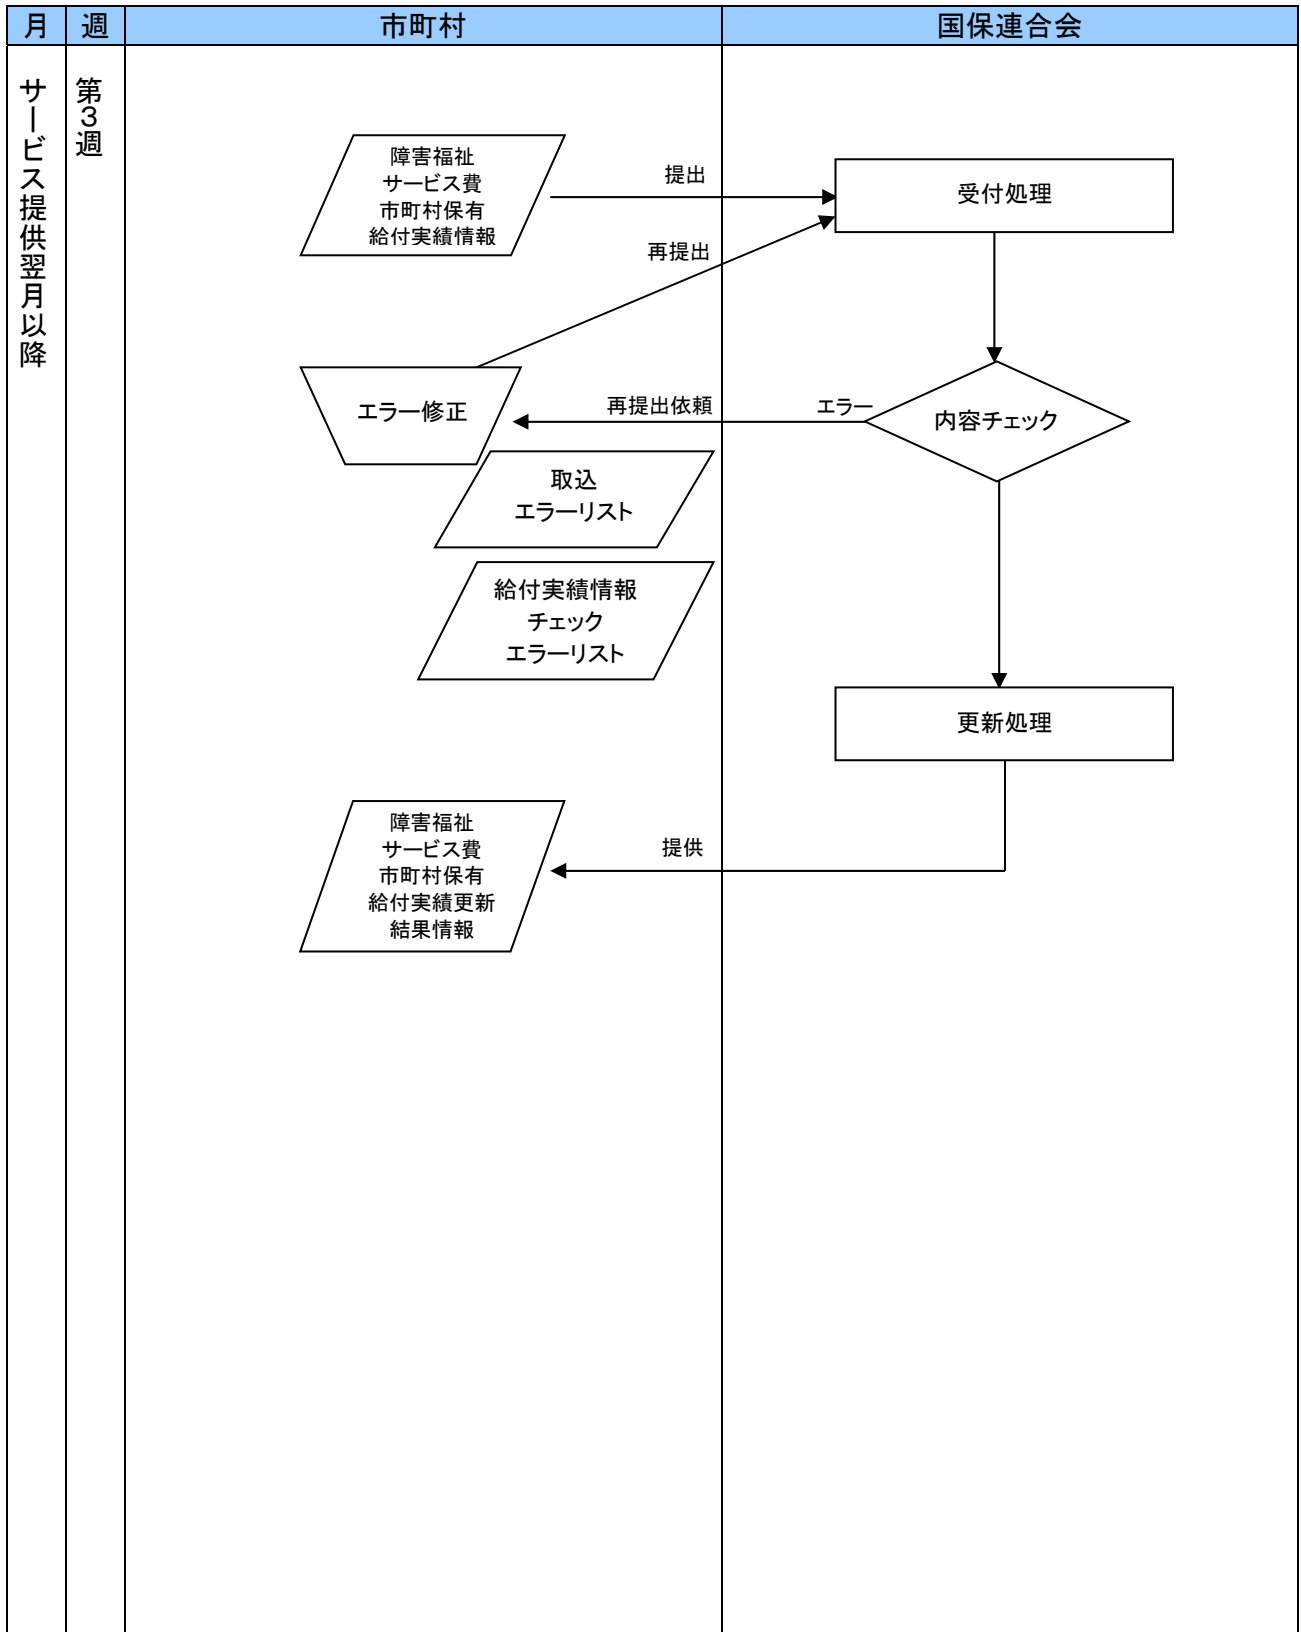 月
週
市町村
国保連合会
サービス提供翌月以降
第3週
障害福祉
サービス費
市町村保有
給付実績情報
提出
受付処理
再提出
エラー修正
再提出依頼
エラー
内容チェック
取込
エラーリスト
給付実績情報
チェック
エラーリスト
更新処理
障害福祉
サービス費
市町村保有
給付実績更新
結果情報
提供